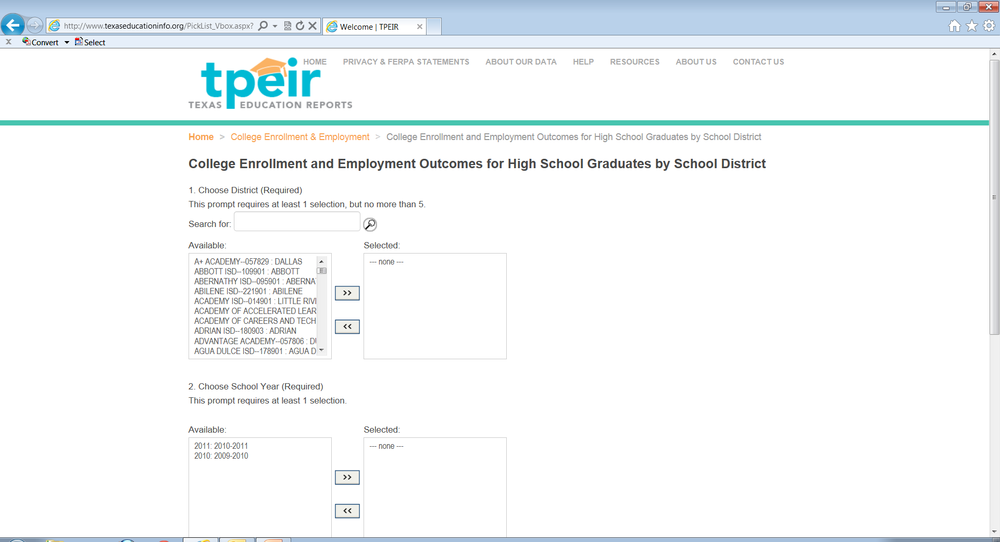 http://www.texaseducationinfo.org/PickList_Vbox.aspx?
Welcome | TPEIR
x Convert Select
tpeir
TEXAS EDUCATION REPORTS
HOME PRIVACY & FERPA STATEMENTS ABOUT OUR DATA HELP RESOURCES ABOUT US CONTACT US
Home > College Enrollment & Employment > College Enrollment and Employment Outcomes for High School Graduates by School District
College Enrollment and Employment Outcomes for High School Graduates by School District
1. Choose District (Required)
This prompt requires at least 1 selection, but no more than 5.
Search for:
Available: Selected:
A+ ACADEMY--057829 : DALLAS
ABBOTT ISD--109901 : ABBOTT
ABERNATHY ISD--095901 : ABERNA
ABILENE ISD--221901 : ABILENE
ACADEMY ISD--014901 : LITTLE RIV
ACADEMY OF ACCELERATED LEAR
ACADEMY OF CAREERS AND TECH
ADRIAN ISD--180903 : ADRIAN
ADVANTAGE ACADEMY--057806 : DU
AGUA DULCE ISD--178901 : AGUA D
>>
<<
--- none ---
2. Choose School Year (Required)
This prompt requires at least 1 selection.
Available: Selected:
2011: 2010-2011
2010: 2009-2010
>>
<<
--- none ---